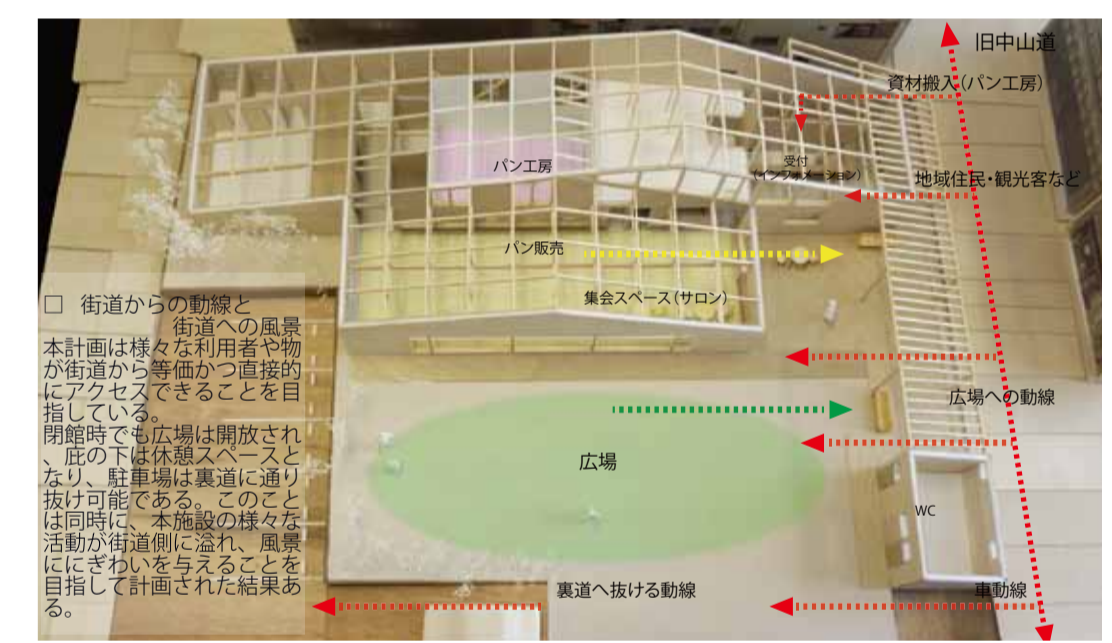 旧中山道
資材搬入(パン工房)
パン工房
受付
(インフォメーション)
地域住民・観光客など
パン販売
集会スペース(サロン)
□ 街道からの動線と
街道への風景
本計画は様々な利用者や物
が街道から等価かつ直接的
にアクセスできることを目
指している。
閉館時でも広場は開放され
、庇の下は休憩スペースと
なり、駐車場は裏道に通り
抜け可能である。このこと
は同時に、本施設の様々な
活動が街道側に溢れ、風景
ににぎわいを与えることを
目指して計画された結果あ
る。
広場への動線
広場
WC
裏道へ抜ける動線
車動線